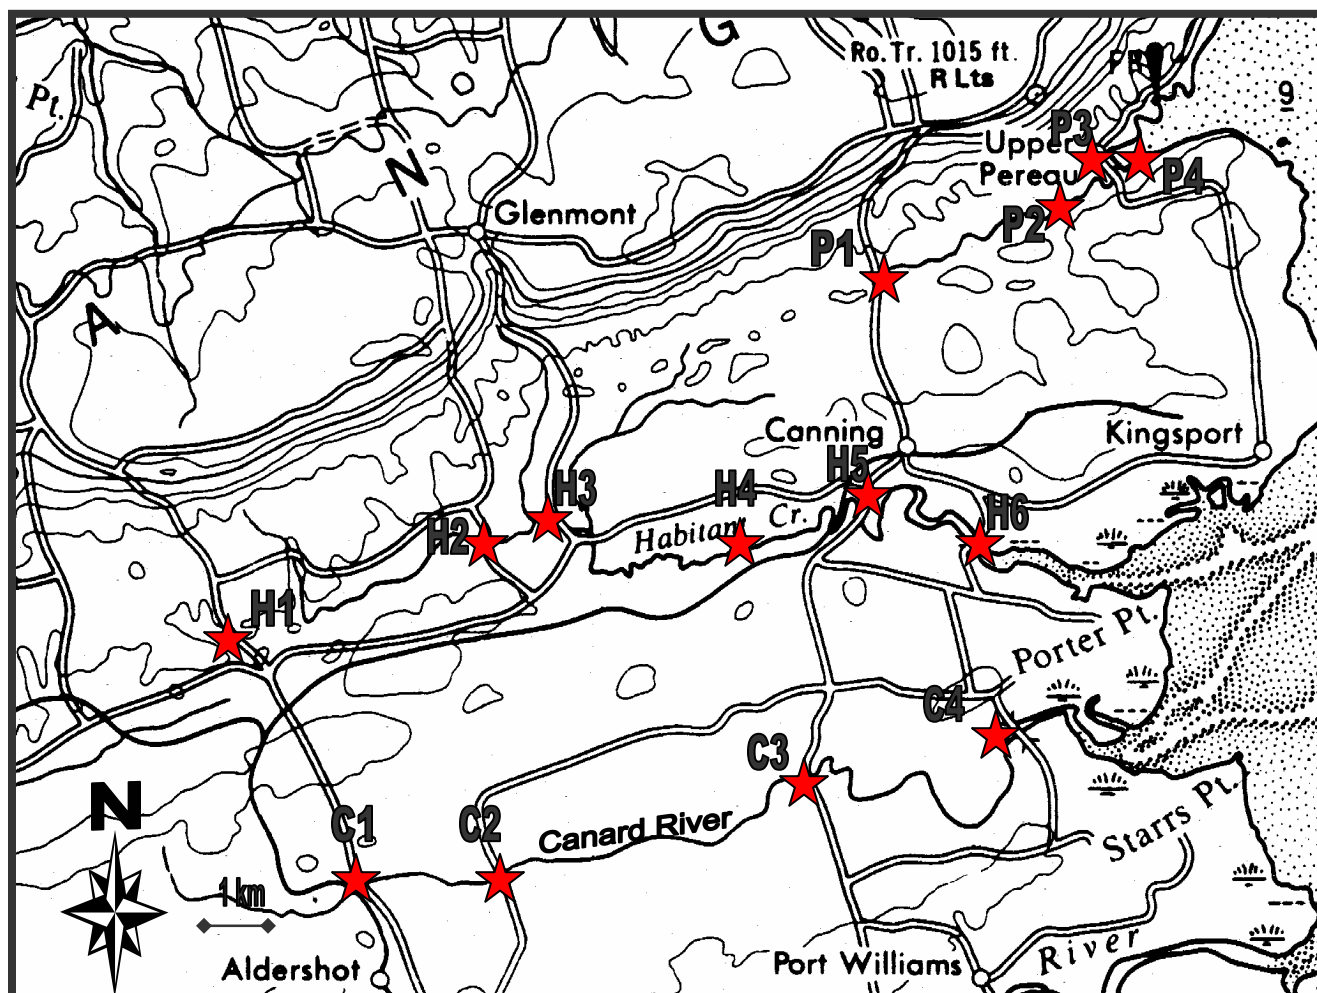 G
Ro. Tr. 1015 ft.
R Lts
9
Pt.
P3
Upper
Pereau
P4
N
Glenmont
P2
P1
A
Canning
Kingsport
H5
H3
H4
H6
H2
Habitant Cr.
H1
Porter Pt.
C4
C3
N
C1
C2
Canard River
Starrs Pt.
1 km
River
Aldershot
Port Williams